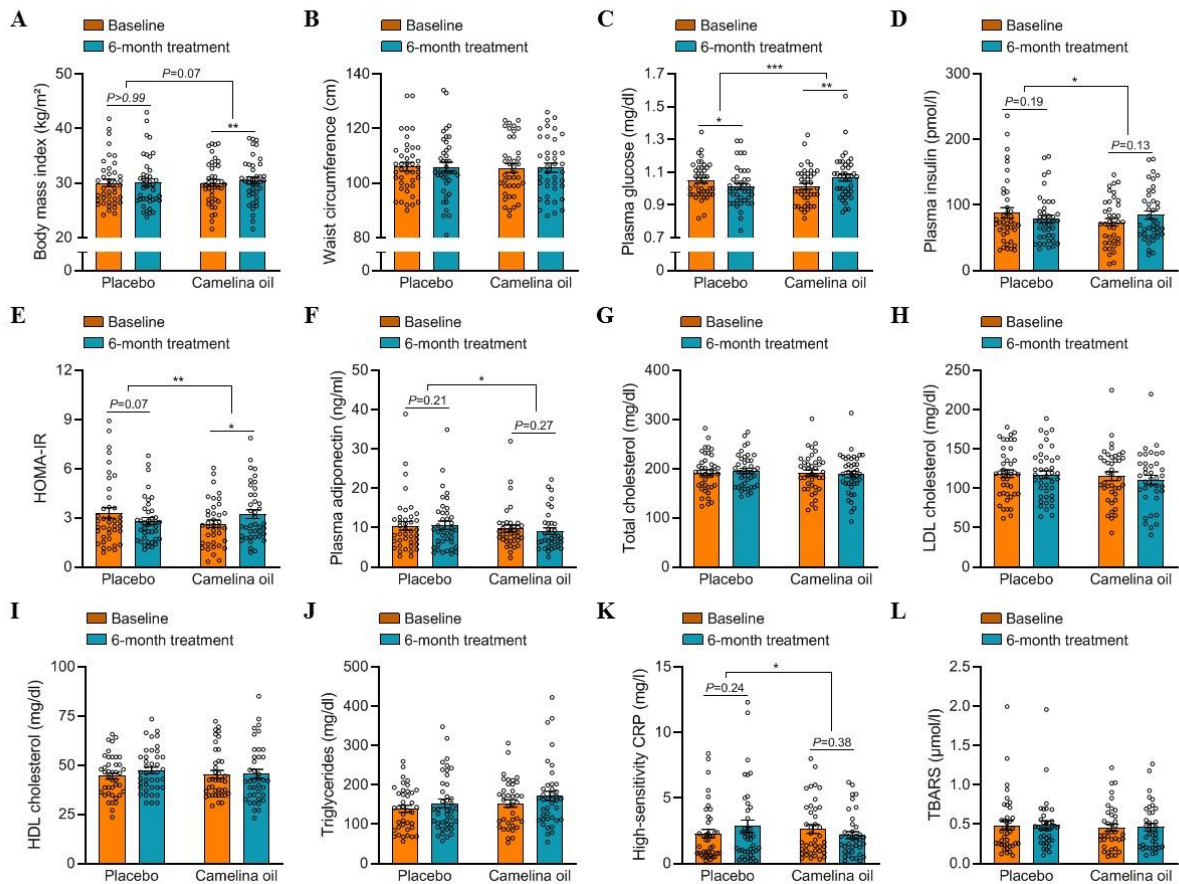 A
Baseline
6-month treatment
Body mass index (kg/m²)
50
40
30
20
0
P=0.07
P>0.99
**
Placebo
Camelina oil
B
Baseline
6-month treatment
Waist circumference (cm)
140
120
100
80
0
Placebo
Camelina oil
C
Baseline
6-month treatment
Plasma glucose (mg/dl)
1.7
1.5
1.3
1.1
0.9
0.7
0
***
*
**
Placebo
Camelina oil
D
Baseline
6-month treatment
Plasma insulin (pmol/l)
300
200
100
0
*
P=0.19
P=0.13
Placebo
Camelina oil
E
Baseline
6-month treatment
HOMA-IR
12
9
6
3
0
**
P=0.07
*
Placebo
Camelina oil
F
Baseline
6-month treatment
Plasma adiponectin (ng/ml)
50
40
30
20
10
0
*
P=0.21
P=0.27
Placebo
Camelina oil
G
Baseline
6-month treatment
Total cholesterol (mg/dl)
400
300
200
100
0
Placebo
Camelina oil
H
Baseline
6-month treatment
LDL cholesterol (mg/dl)
250
200
150
100
50
0
Placebo
Camelina oil
I
Baseline
6-month treatment
HDL cholesterol (mg/dl)
100
75
50
25
0
Placebo
Camelina oil
J
Baseline
6-month treatment
Triglycerides (mg/dl)
500
400
300
200
100
0
Placebo
Camelina oil
K
Baseline
6-month treatment
High-sensitivity CRP (mg/l)
15
10
5
0
*
P=0.24
P=0.38
Placebo
Camelina oil
L
Baseline
6-month treatment
TBARS (µmol/l)
2.5
2.0
1.5
1.0
0.5
0.0
Placebo
Camelina oil